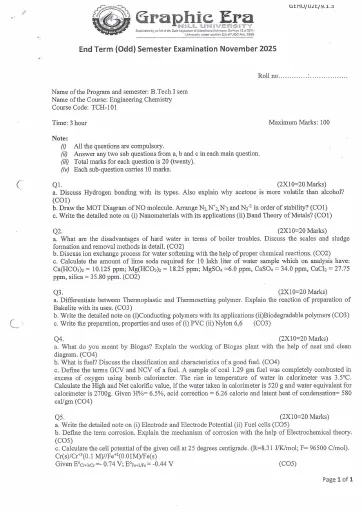 GEHU/02E/9.1.3
Graphic Era
HILL UNIVERSITY
End Term (Odd) Semester Examination November 2025
Roll no.............:.................
Name of the Program and semester: B.Tech I sem
Name of the Course: Engineering Chemistry
Course Code: TCH-101
Time: 3 hour Maximum Marks: 100
Note:
(i) All the questions are compulsory.
(ii) Answer any two sub questions from a, b and c in each main question.
(iii) Total marks for each question is 20 (twenty).
(iv) Each sub-question carries 10 marks.
Q1. (2X10=20 Marks)
a. Discuss Hydrogen bonding with its types. Also explain why acetone is more volatile than alcohol?
(CO1)
b. Draw the MOT Diagram of NO molecule. Arrange N₂, N⁺₂, N⁻₂ and N₂⁻² in order of stability? (CO1)
c. Write the detailed note on (i) Nanomaterials with its applications (ii) Band Theory of Metals? (CO1)
Q2. (2X10=20 Marks)
a. What are the disadvantages of hard water in terms of boiler troubles. Discuss the scales and sludge
formation and removal methods in detail. (CO2)
b. Discuss ion exchange process for water softening with the help of proper chemical reactions. (CO2)
c. Calculate the amount of lime soda required for 10 lakh liter of water sample which on analysis have:
Ca(HCO₃)₂ = 10.125 ppm; Mg(HCO₃)₂ = 18.25 ppm; MgSO₄ =6.0 ppm, CaSO₄ = 34.0 ppm, CaCl₂ = 27.75
ppm, silica = 35.80 ppm. (CO2)
Q3. (2X10=20 Marks)
a. Differentiate between Thermoplastic and Thermosetting polymer. Explain the reaction of preparation of
Bakelite with its uses. (CO3)
b. Write the detailed note on (i)Conducting polymers with its applications (ii)Biodegradable polymers (CO3)
c. Write the preparation, properties and uses of (i) PVC (ii) Nylon 6,6 (CO3)
Q4. (2X10=20 Marks)
a. What do you meant by Biogas? Explain the working of Biogas plant with the help of neat and clean
diagram. (CO4)
b. What is fuel? Discuss the classification and characteristics of a good fuel. (CO4)
c. Define the terms GCV and NCV of a fuel. A sample of coal 1.29 gm fuel was completely combusted in
excess of oxygen using bomb calorimeter. The rise in temperature of water in calorimeter was 3.5⁰C.
Calculate the High and Net calorific value, if the water taken in calorimeter is 520 g and water equivalent for
calorimeter is 2700g. Given H%= 6.5%, acid correction = 6.26 calorie and latent heat of condensation= 580
cal/gm (CO4)
Q5. (2X10=20 Marks)
a. Write the detailed note on (i) Electrode and Electrode Potential (ii) Fuel cells (CO5)
b. Define the term corrosion. Explain the mechanism of corrosion with the help of Electrochemical theory.
(CO5)
c. Calculate the cell potential of the given cell at 25 degrees centigrade. (R=8.31 J/K/mol; F= 96500 C/mol).
Cr(s)/Cr⁺³(0.1 M)//Fe⁺²(0.01M)/Fe(s)
Given E⁰Cr+3/Cr =- 0.74 V; E⁰Fe+2/Fe = -0.44 V (CO5)
Page 1 of 1